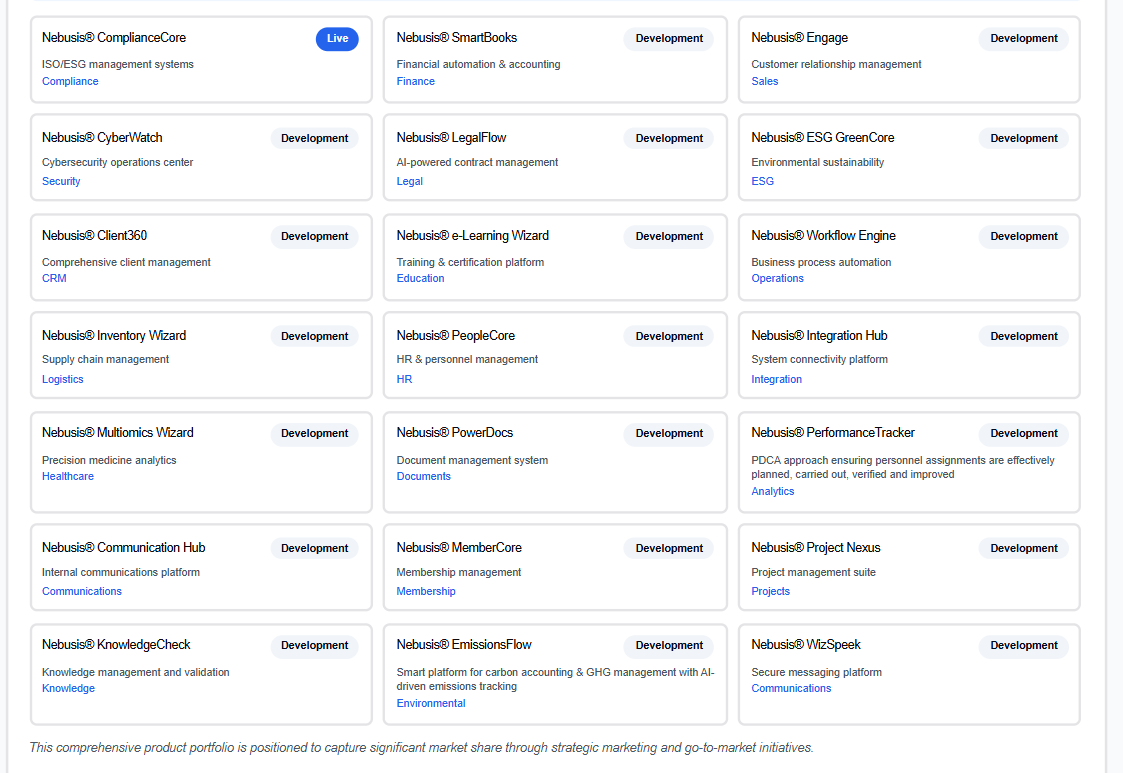 Nebusis® ComplianceCore
Live
ISO/ESG management systems
Compliance
Nebusis® SmartBooks
Development
Financial automation & accounting
Finance
Nebusis® Engage
Development
Customer relationship management
Sales
Nebusis® CyberWatch
Development
Cybersecurity operations center
Security
Nebusis® LegalFlow
Development
AI-powered contract management
Legal
Nebusis® ESG GreenCore
Development
Environmental sustainability
ESG
Nebusis® Client360
Development
Comprehensive client management
CRM
Nebusis® e-Learning Wizard
Development
Training & certification platform
Education
Nebusis® Workflow Engine
Development
Business process automation
Operations
Nebusis® Inventory Wizard
Development
Supply chain management
Logistics
Nebusis® PeopleCore
Development
HR & personnel management
HR
Nebusis® Integration Hub
Development
System connectivity platform
Integration
Nebusis® Multiomics Wizard
Development
Precision medicine analytics
Healthcare
Nebusis® PowerDocs
Development
Document management system
Documents
Nebusis® PerformanceTracker
Development
PDCA approach ensuring personnel assignments are effectively
planned, carried out, verified and improved
Analytics
Nebusis® Communication Hub
Development
Internal communications platform
Communications
Nebusis® MemberCore
Development
Membership management
Membership
Nebusis® Project Nexus
Development
Project management suite
Projects
Nebusis® KnowledgeCheck
Development
Knowledge management and validation
Knowledge
Nebusis® EmissionsFlow
Development
Smart platform for carbon accounting & GHG management with AI-
driven emissions tracking
Environmental
Nebusis® WizSpeek
Development
Secure messaging platform
Communications
This comprehensive product portfolio is positioned to capture significant market share through strategic marketing and go-to-market initiatives.